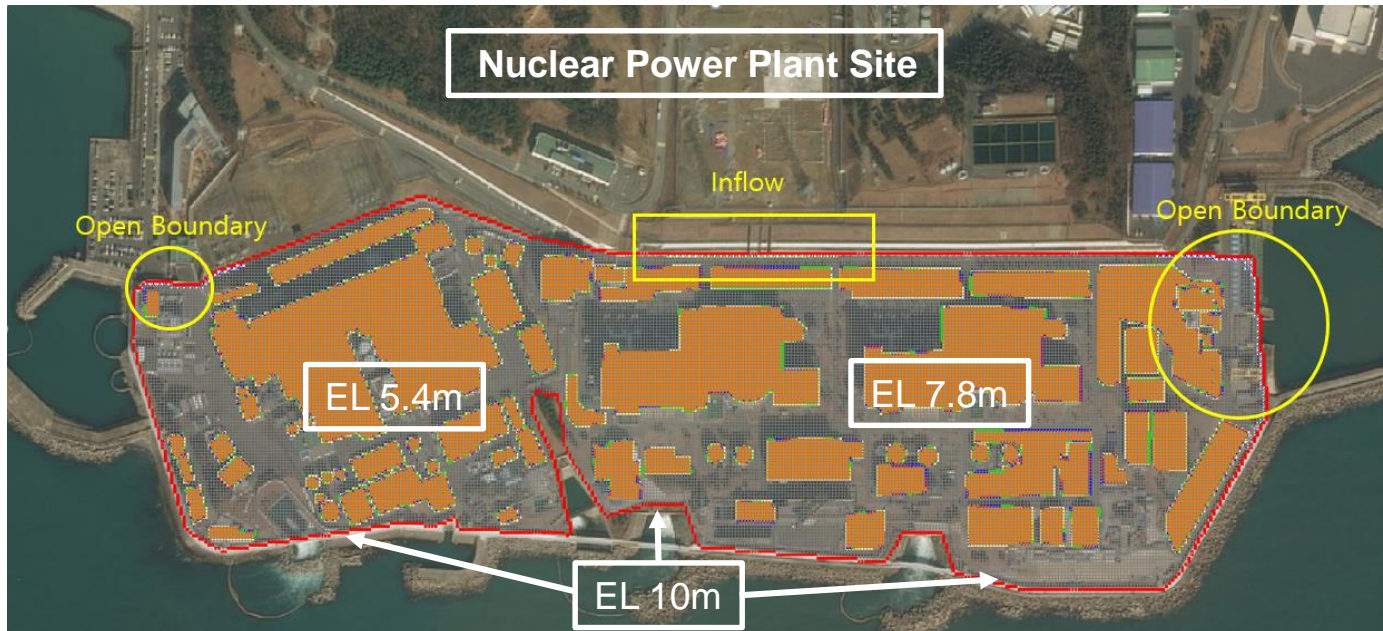 Nuclear Power Plant Site
Inflow
Open Boundary
Open Boundary
EL 5.4m
EL 7.8m
EL 10m